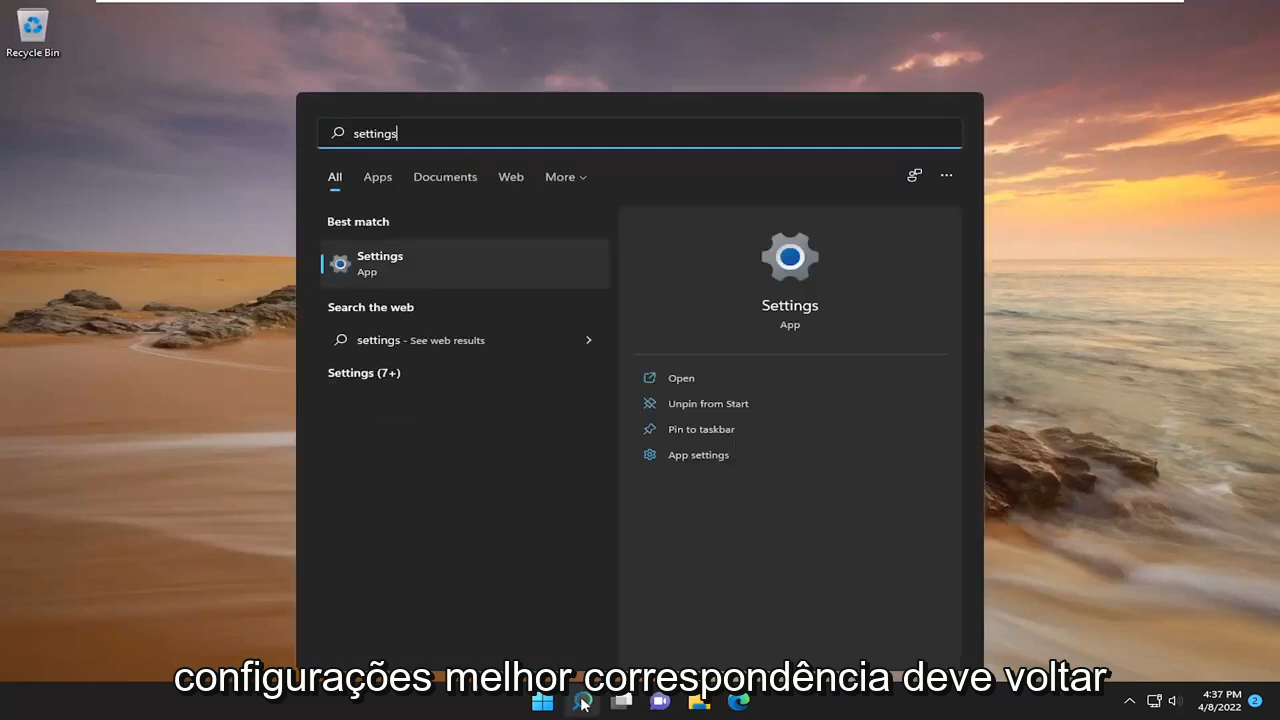 Recycle Bin
settings
All Apps Documents Web More
Best match
Settings
App
Search the web
settings - See web results
Settings (7+)
Settings
App
Open
Unpin from Start
Pin to taskbar
App settings
configurações melhor correspondência deve voltar
4:37 PM
4/8/2022
2